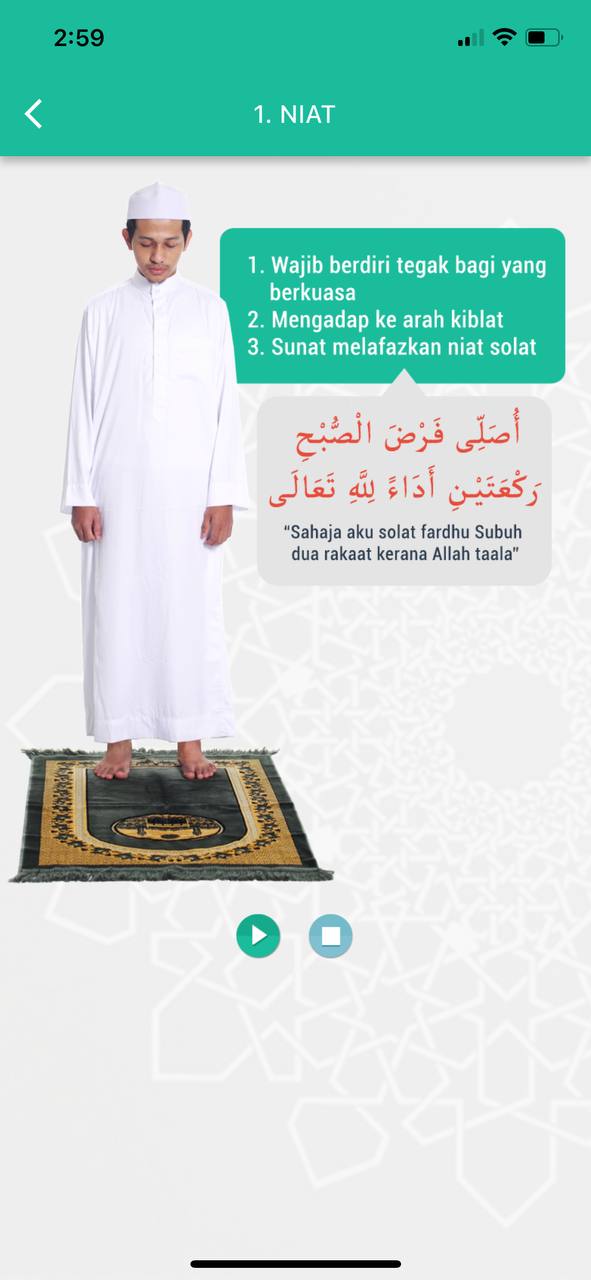 2:59
1. NIAT
1. Wajib berdiri tegak bagi yang
berkuasa
2. Mengadap ke arah kiblat
3. Sunat melafazkan niat solat
أُصَلِّى فَرْضَ الْصُّبْحِ
رَكْعَتَيْنِ أَدَاءً لِلَّهِ تَعَالَى
“Sahaja aku solat fardhu Subuh
dua rakaat kerana Allah taala”